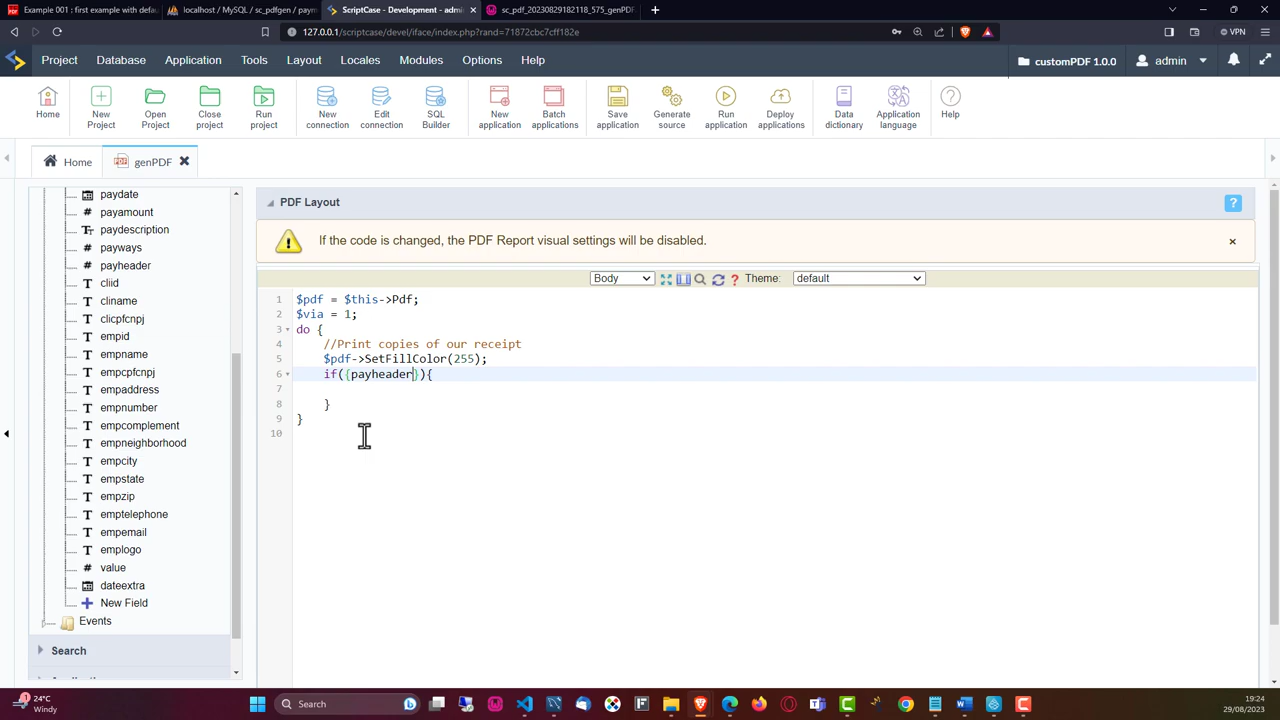 Example 001 : first example with defa
localhost / MySQL / sc_pdfgen / paym
ScriptCase - Development - admi
sc_pdf_20230829182118_575_genPDF
127.0.0.1/scriptcase/devel/iface/index.php?rand=71872cbc7cff182e
VPN
Project
Database
Application
Tools
Layout
Locales
Modules
Options
Help
customPDF 1.0.0
admin
Home
New Project
Open Project
Close project
Run project
New connection
Edit connection
SQL Builder
New application
Batch applications
Save application
Generate source
Run application
Deploy applications
Data dictionary
Application language
Help
Home
genPDF
paydate
payamount
paydescription
payways
payheader
cliid
cliname
clicpfcnpj
empid
empname
empcpfcnpj
empaddress
empnumber
empcomplement
empneighborhood
empcity
empstate
empzip
emptelephone
empemail
emplogo
value
dateextra
New Field
Events
Search
PDF Layout
?
If the code is changed, the PDF Report visual settings will be disabled.
Body
Theme:
default
1 $pdf = $this->Pdf;
2 $via = 1;
3 do {
4 //Print copies of our receipt
5 $pdf->SetFillColor(255);
6 if({payheader}){
7
8 }
9 }
10
1
24°C
Windy
Search
19:24
29/08/2023